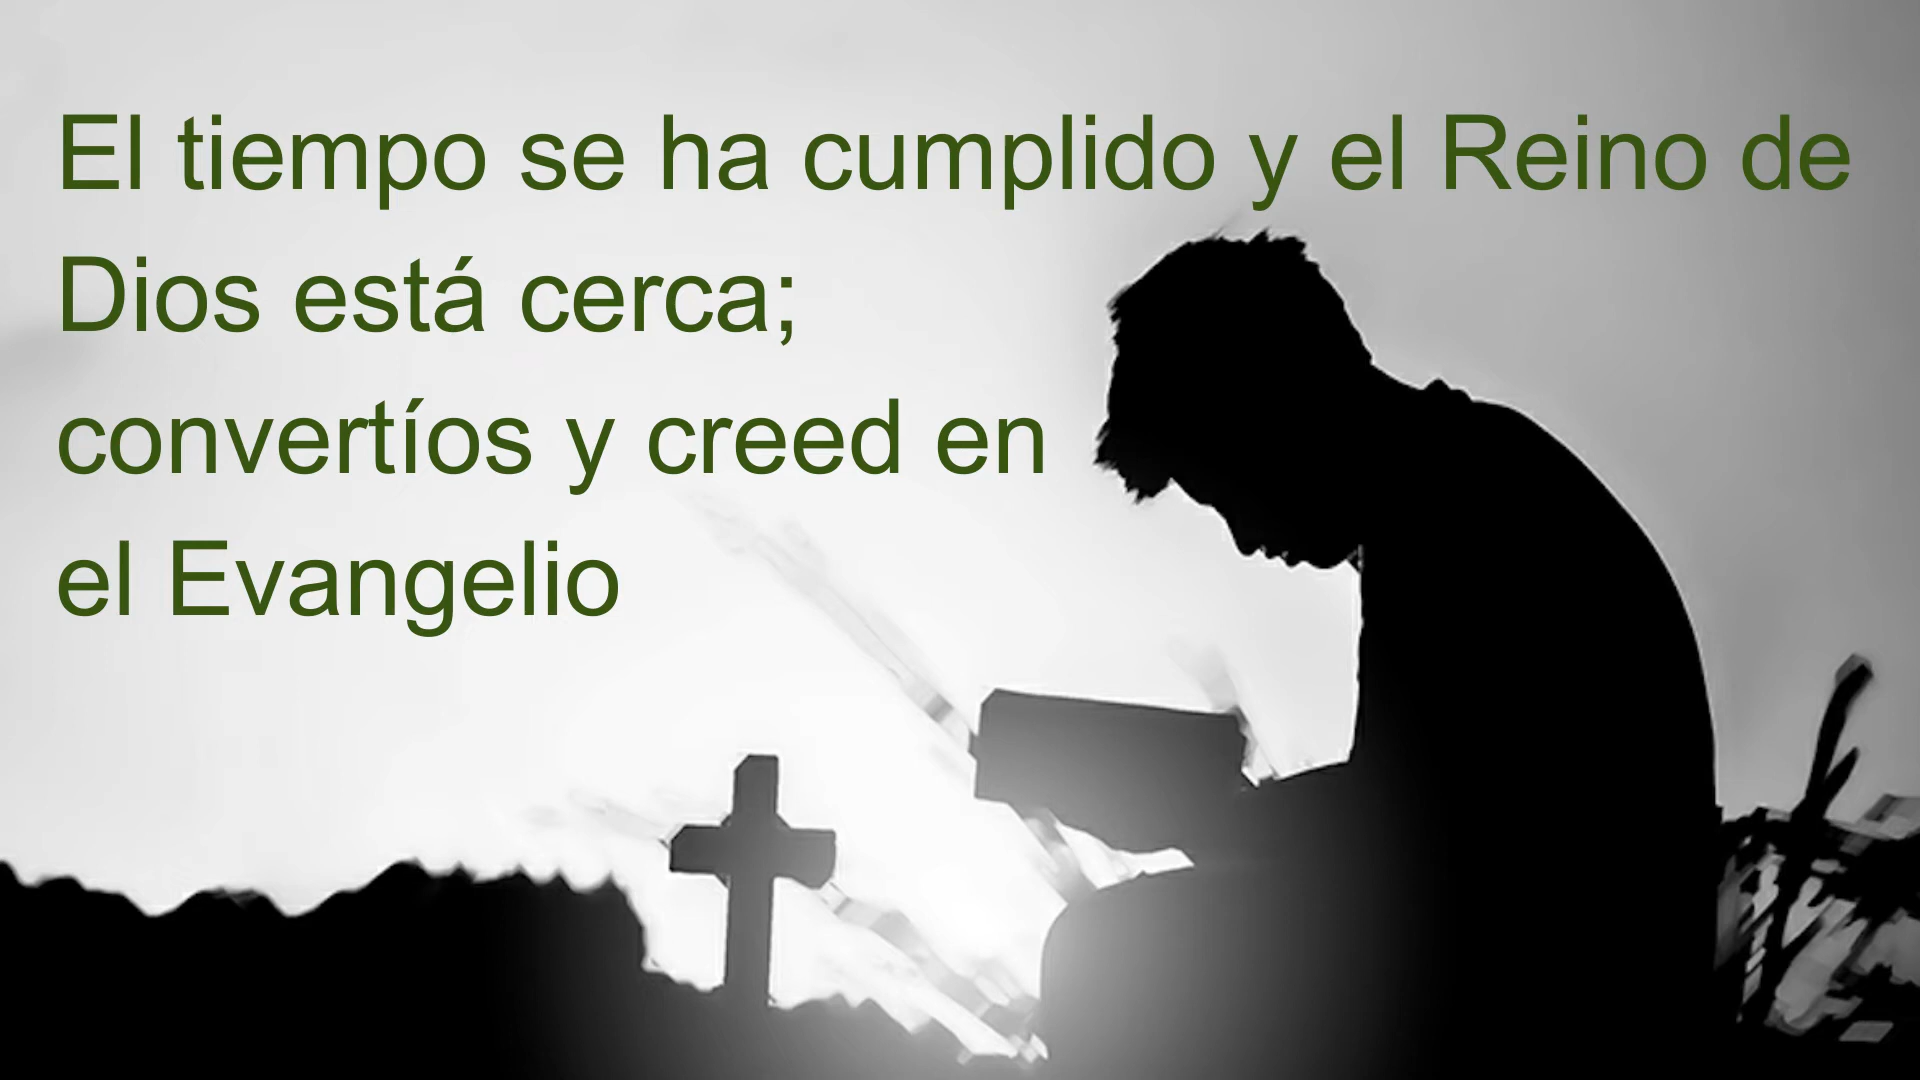 El tiempo se ha cumplido y el Reino de
Dios está cerca;
convertíos y creed en
el Evangelio